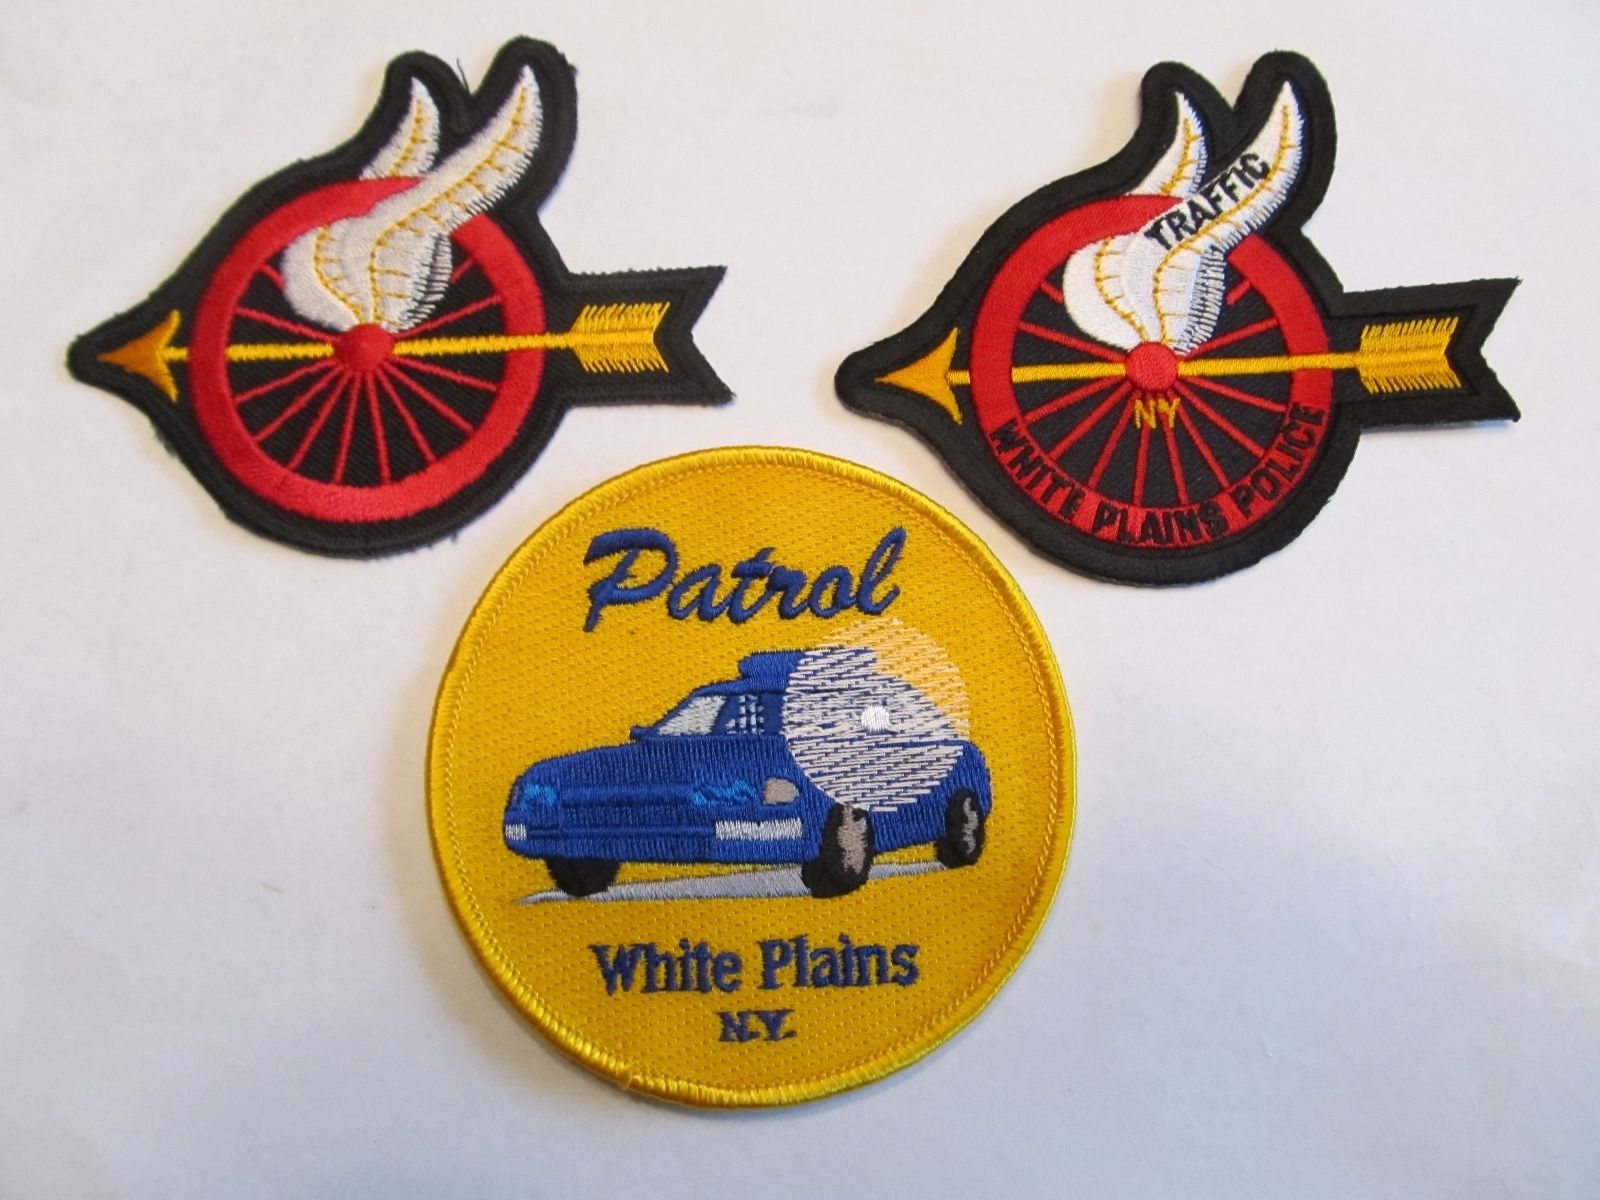 TRAFFIC
NY
WHITE PLAINS POLICE
Patrol
White Plains
N.Y.